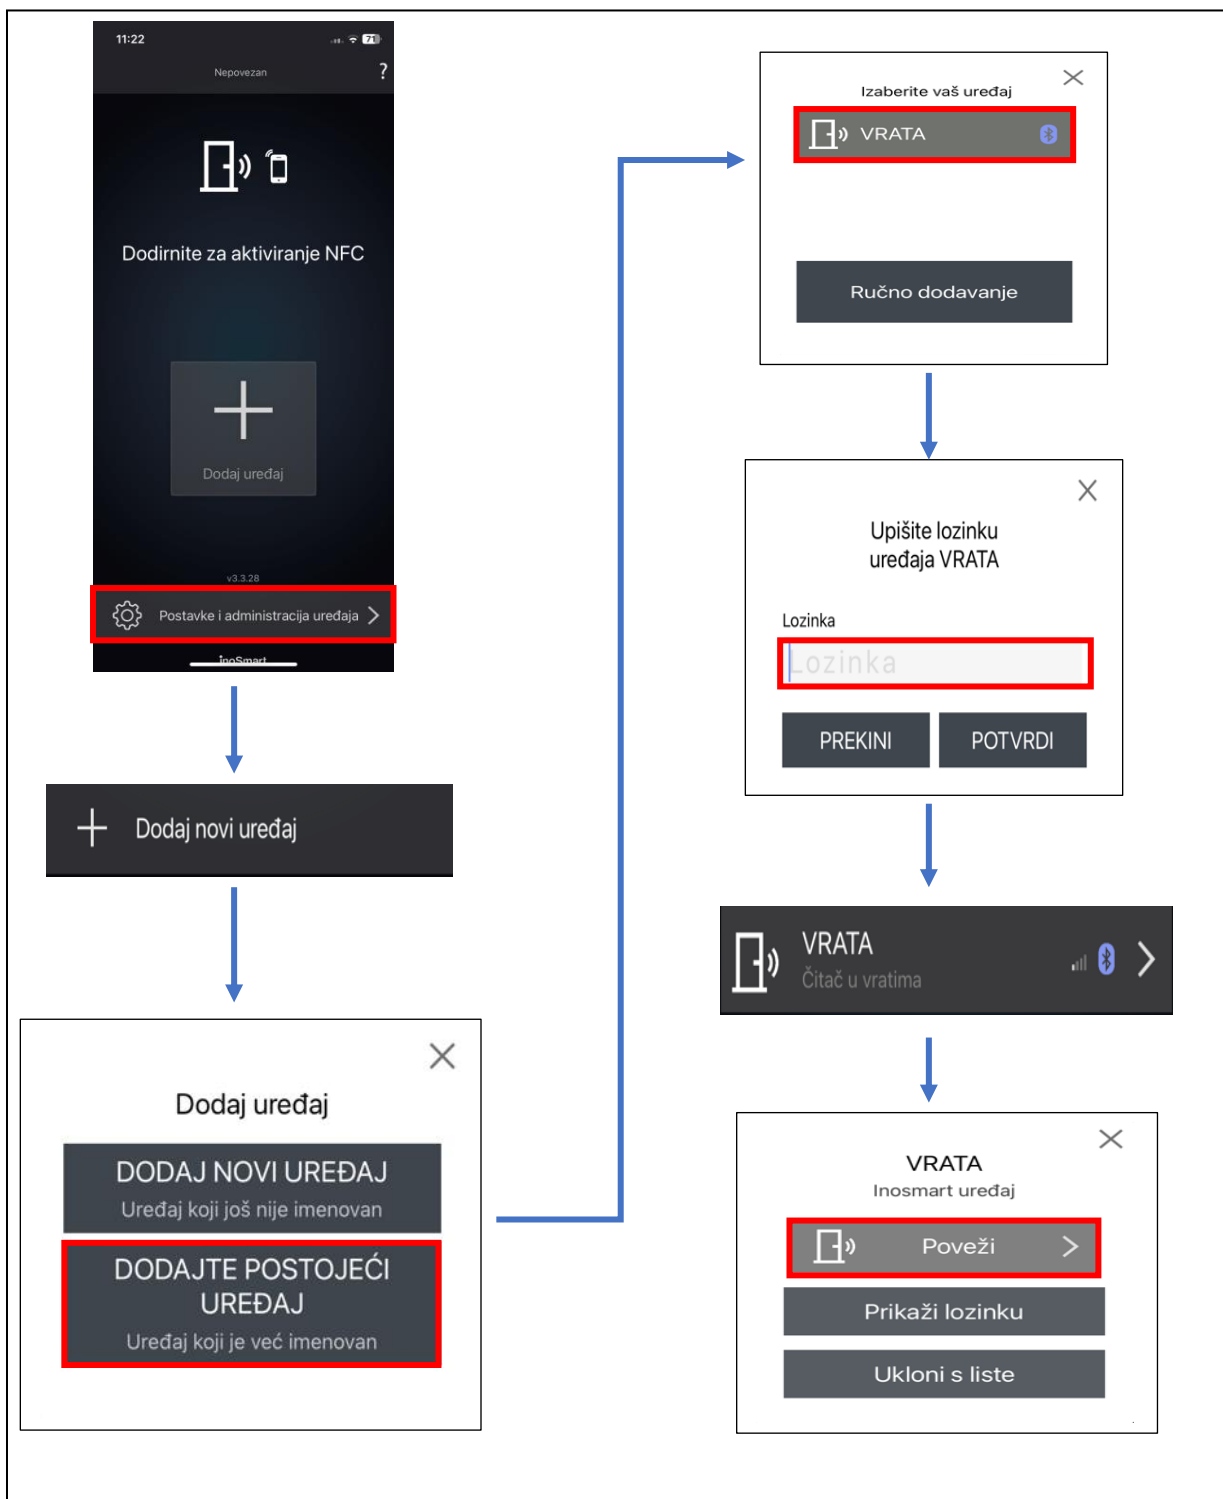 11:22
71
Nepovezan
?
Dodirnite za aktiviranje NFC
Dodaj uređaj
v3.3.28
Postavke i administracija uređaja
inoSmart
Dodaj novi uređaj
Dodaj uređaj
DODAJ NOVI UREĐAJ
Uređaj koji još nije imenovan
DODAJTE POSTOJEĆI
UREĐAJ
Uređaj koji je već imenovan
Izaberite vaš uređaj
VRATA
Ručno dodavanje
Upišite lozinku
uređaja VRATA
Lozinka
Lozinka
PREKINI
POTVRDI
VRATA
Čitač u vratima
VRATA
Inosmart uređaj
Poveži
Prikaži lozinku
Ukloni s liste